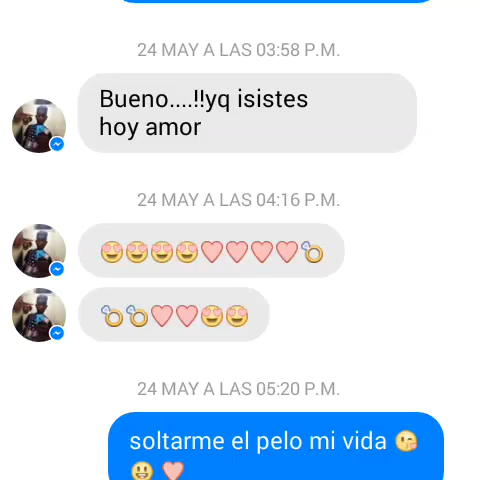 24 MAY A LAS 03:58 P.M.
Bueno....!!yq isistes
hoy amor
24 MAY A LAS 04:16 P.M.
😍😍😍😍❤❤❤❤💍
💍💍❤❤😍😍
24 MAY A LAS 05:20 P.M.
soltarme el pelo mi vida 😘
😃❤